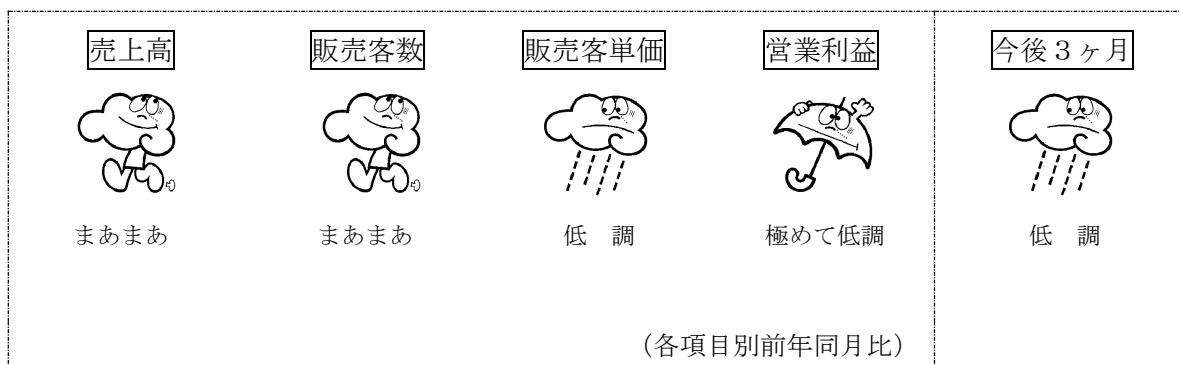 売上高 販売客数 販売客単価 営業利益 今後３ヶ月
まあまあ まあまあ 低　調 極めて低調 低　調
（各項目別前年同月比）